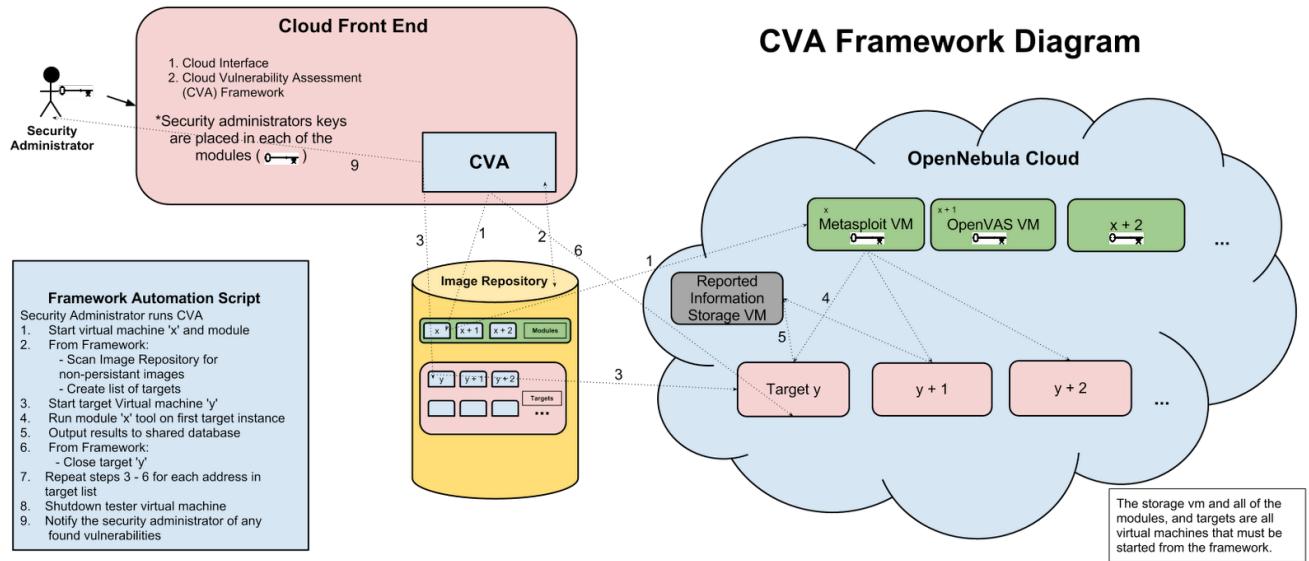 CVA Framework Diagram
Cloud Front End
1. Cloud Interface
2. Cloud Vulnerability Assessment
(CVA) Framework
*Security administrators keys
are placed in each of the
modules ( )
Security
Administrator
CVA
9
3
1
2
6
Image Repository
x
x + 1
x + 2
Modules
y
y + 1
y + 2
Targets
...
Framework Automation Script
Security Administrator runs CVA
1. Start virtual machine 'x' and module
2. From Framework:
- Scan Image Repository for
non-persistant images
- Create list of targets
3 Start target Virtual machine 'y'
4 Run module 'x' tool on first target instance
5. Output results to shared database
6. From Framework:
- Close target 'y'
7. Repeat steps 3 - 6 for each address in
target list
8. Shutdown tester virtual machine
9. Notify the security administrator of any
found vulnerabilities
OpenNebula Cloud
x
Metasploit VM
x + 1
OpenVAS VM
x + 2
...
1
Reported
Information
Storage VM
4
5
3
Target y
y + 1
y + 2
...
The storage vm and all of the
modules, and targets are all
virtual machines that must be
started from the framework.